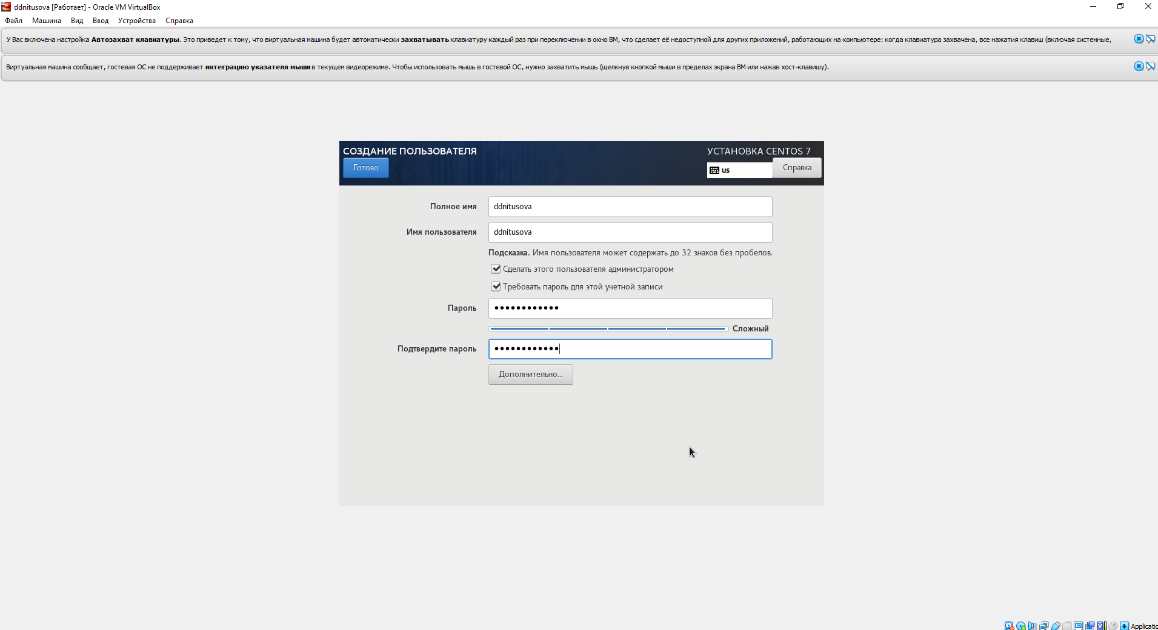 ddnitusova [Работает] - Oracle VM VirtualBox
Файл Машина Вид Ввод Устройства Справка
У Вас включена настройка Автозахват клавиатуры. Это приведет к тому, что виртуальная машина будет автоматически захватывать клавиатуру каждый раз при переключении в окно ВМ, что сделает её недоступной для других приложений, работающих на компьютере: когда клавиатура захвачена, все нажатия клавиш (включая системные,
Виртуальная машина сообщает, гостевая ОС не поддерживает интеграцию указателя мыши в текущем видеорежиме. Чтобы использовать мышь в гостевой ОС, нужно захватить мышь (щелкнув кнопкой мыши в пределах экрана ВМ или нажав хост-клавишу).
СОЗДАНИЕ ПОЛЬЗОВАТЕЛЯ УСТАНОВКА CENTOS 7
Готово us Справка
Полное имя ddnitusova
Имя пользователя ddnitusova
Подсказка. Имя пользователя может содержать до 32 знаков без пробелов.
Сделать этого пользователя администратором
Требовать пароль для этой учетной записи
Пароль ••••••••••••
Сложный
Подтвердите пароль ••••••••••••
Дополнительно...
Applicatio